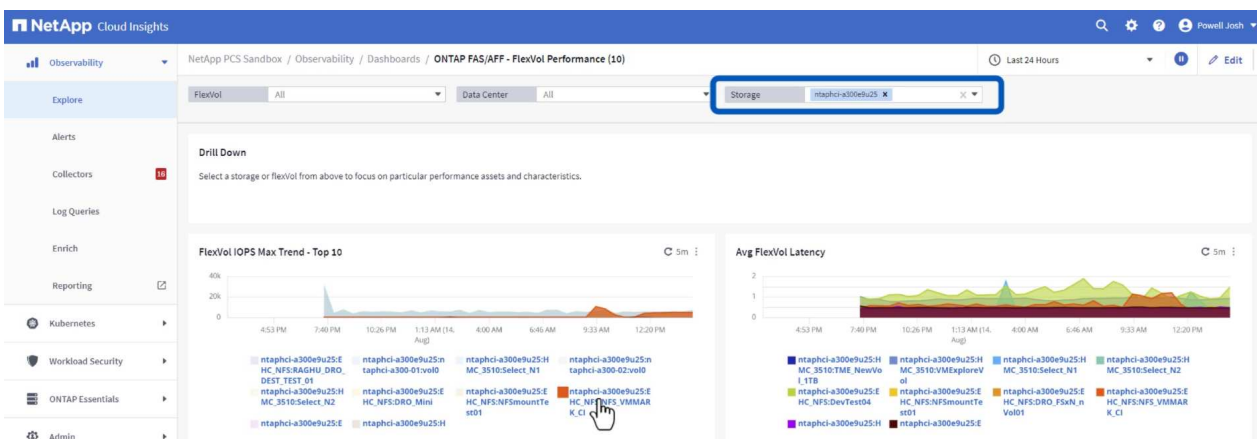 NetApp Cloud Insights
Powell Josh
Observability
NetApp PCS Sandbox / Observability / Dashboards / ONTAP FAS/AFF - FlexVol Performance (10)
Last 24 Hours
Edit
Explore
FlexVol
All
Data Center
All
Storage
ntaphci-a300e9u25 x
Alerts
Drill Down
Collectors
16
Select a storage or flexVol from above to focus on particular performance assets and characteristics.
Log Queries
Enrich
FlexVol IOPS Max Trend - Top 10
5m
Avg FlexVol Latency
5m
Reporting
40k
20k
0
4:53 PM
7:40 PM
10:26 PM
1:13 AM (14.
Aug)
4:00 AM
6:46 AM
9:33 AM
12:20 PM
2
1
0
4:53 PM
7:40 PM
10:26 PM
1:13 AM (14.
Aug)
4:00 AM
6:46 AM
9:33 AM
12:20 PM
Kubernetes
Workload Security
ONTAP Essentials
Admin
ntaphci-a300e9u25:E
HC_NFS:RAGHU_DRO_
DEST_TEST_01
ntaphci-a300e9u25:n
taphci-a300-01:vol0
ntaphci-a300e9u25:H
MC_3510:Select_N1
ntaphci-a300e9u25:n
taphci-a300-02:vol0
ntaphci-a300e9u25:H
MC_3510:Select_N2
ntaphci-a300e9u25:E
HC_NFS:DRO_Mini
ntaphci-a300e9u25:E
HC_NFS:NFSmountTe
st01
ntaphci-a300e9u25:E
HC_NFS:NFS_VMMAR
K_CI
ntaphci-a300e9u25:E
ntaphci-a300e9u25:H
ntaphci-a300e9u25:H
MC_3510:TME_NewVo
l_1TB
ntaphci-a300e9u25:H
MC_3510:VMExploreV
ol
ntaphci-a300e9u25:H
MC_3510:Select_N1
ntaphci-a300e9u25:H
MC_3510:Select_N2
ntaphci-a300e9u25:E
HC_NFS:DevTest04
ntaphci-a300e9u25:E
HC_NFS:NFSmountTe
st01
ntaphci-a300e9u25:E
HC_NFS:DRO_FSxN_n
Vol01
ntaphci-a300e9u25:E
HC_NFS:NFS_VMMAR
K_CI
ntaphci-a300e9u25:H
ntaphci-a300e9u25:E